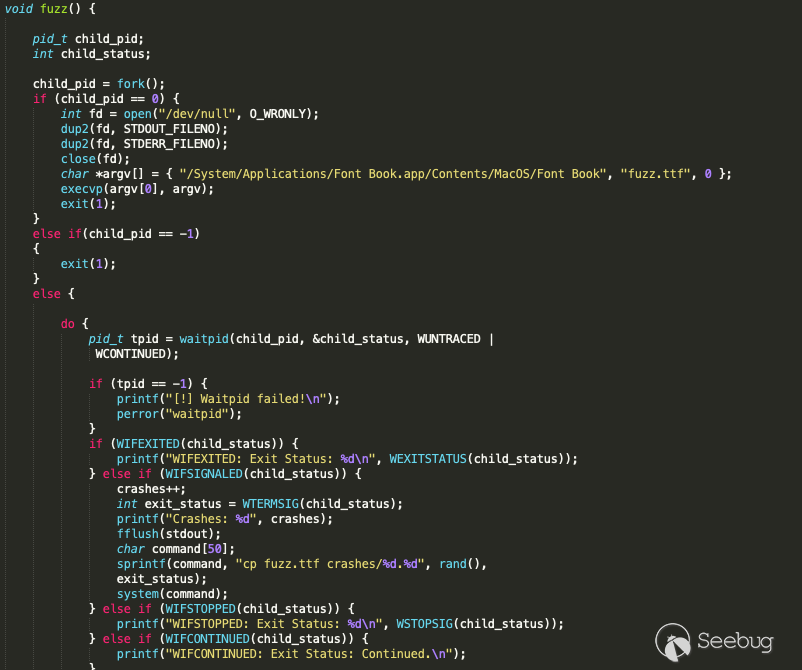 void fuzz() {
pid_t child_pid;
int child_status;
child_pid = fork();
if (child_pid == 0) {
int fd = open("/dev/null", O_WRONLY);
dup2(fd, STDOUT_FILENO);
dup2(fd, STDERR_FILENO);
close(fd);
char *argv[] = { "/System/Applications/Font Book.app/Contents/MacOS/Font Book", "fuzz.ttf", 0 };
execvp(argv[0], argv);
exit(1);
}
else if(child_pid == -1)
{
exit(1);
}
else {
do {
pid_t tpid = waitpid(child_pid, &child_status, WUNTRACED |
WCONTINUED);
if (tpid == -1) {
printf("[!] Waitpid failed!\n");
perror("waitpid");
}
if (WIFEXITED(child_status)) {
printf("WIFEXITED: Exit Status: %d\n", WEXITSTATUS(child_status));
} else if (WIFSIGNALED(child_status)) {
crashes++;
int exit_status = WTERMSIG(child_status);
printf("Crashes: %d", crashes);
fflush(stdout);
char command[50];
sprintf(command, "cp fuzz.ttf crashes/%d.%d", rand(),
exit_status);
system(command);
} else if (WIFSTOPPED(child_status)) {
printf("WIFSTOPPED: Exit Status: %d\n", WSTOPSIG(child_status));
} else if (WIFCONTINUED(child_status)) {
printf("WIFCONTINUED: Exit Status: Continued.\n");
}
Seebug